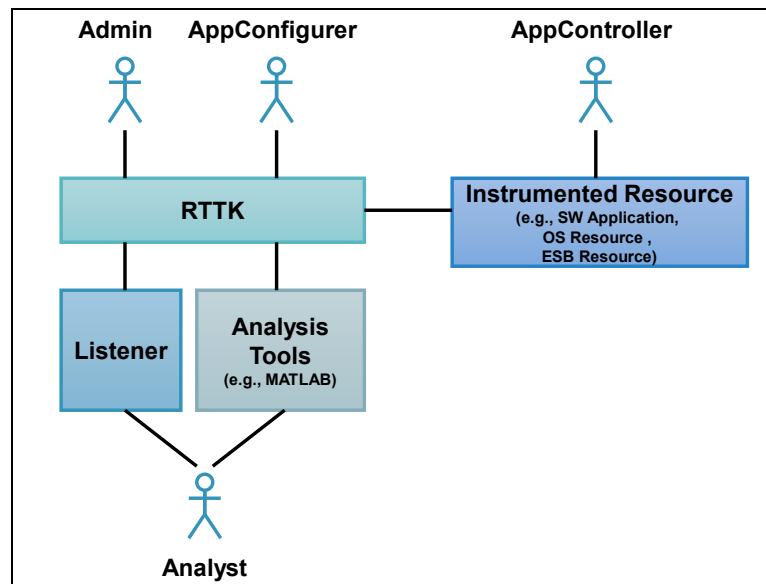 Admin
AppConfigurer
AppController
RTTK
Instrumented Resource
(e.g., SW Application,
OS Resource ,
ESB Resource)
Listener
Analysis
Tools
(e.g., MATLAB)
Analyst